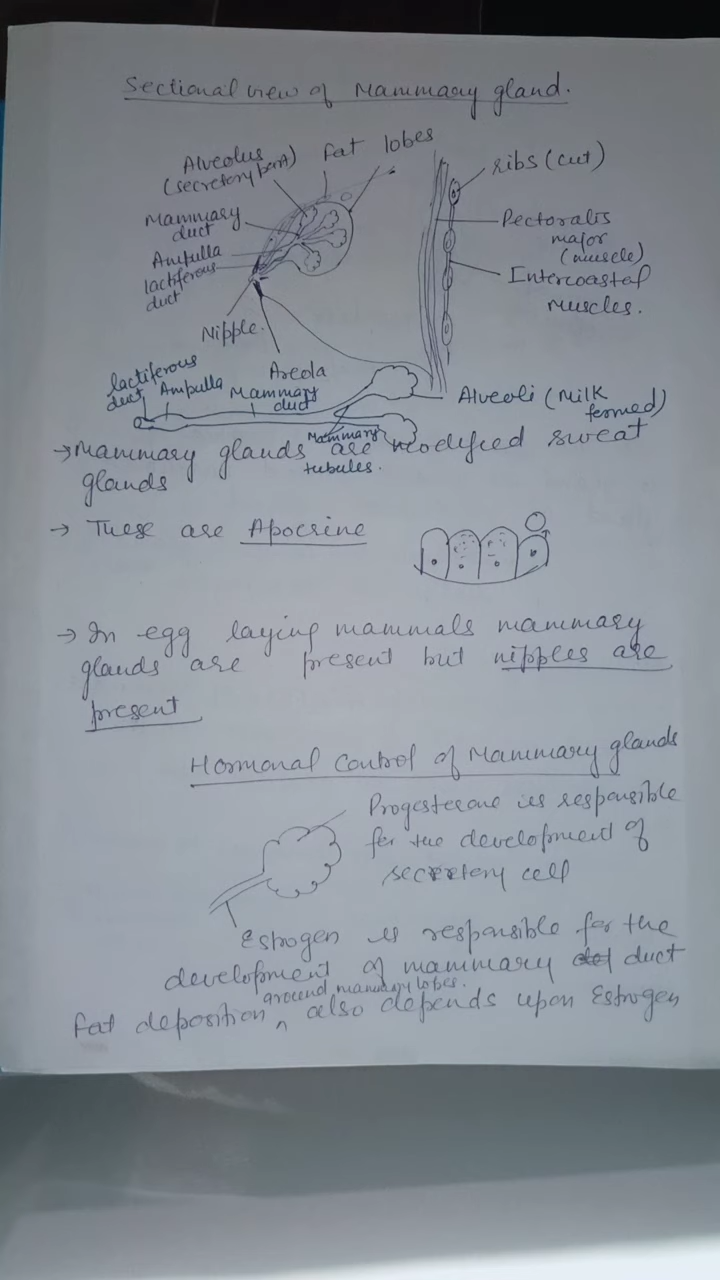 Sectional view of Mammary gland.
Alveolus
(secretory part)
Fat
lobes
Mammary
duct
Ampulla
lactiferous
duct
Nipple.
Areola
ribs (cut)
Pectoralis
major
(muscle)
Intercoastal
muscles.
lactiferous
duct
Ampulla
Mammary
duct
Mammary
tubules.
Alveoli (Milk
formed)
→ Mammary glands are modified sweat
glands
→ These are Apocrine
→ In egg laying mammals mammary
glands are present but nipples are
present
Hormonal Control of Mammary glands
Progesterone is responsible
for the development of
secretory cell
Estrogen is responsible for the
development of mammary duct
around mammary lobes.
Fat deposition ^ also depends upon Estrogen